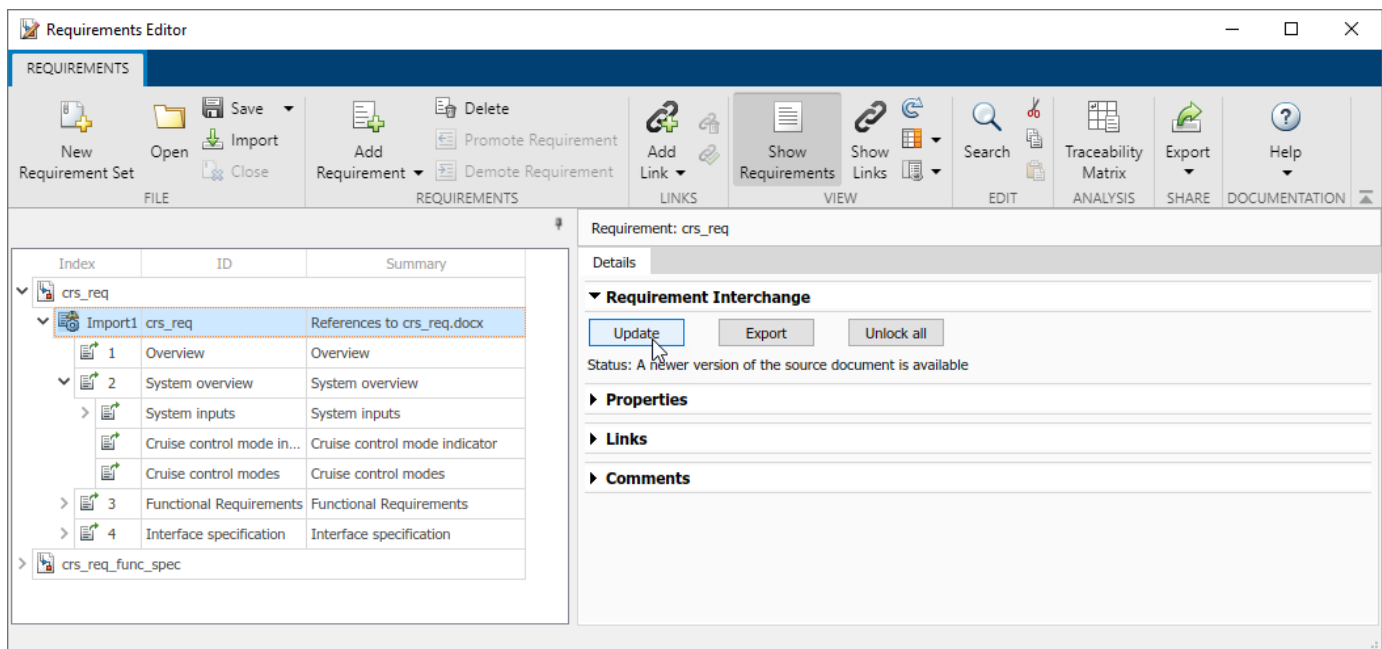 Requirements Editor
REQUIREMENTS
New
Requirement Set
Open
Save
Import
Close
FILE
Add
Requirement
Delete
Promote Requirement
Demote Requirement
REQUIREMENTS
Add
Link
LINKS
Show
Requirements
Show
Links
VIEW
Search
EDIT
Traceability
Matrix
ANALYSIS
Export
SHARE
Help
DOCUMENTATION
Index ID Summary
crs_req
Import1 crs_req References to crs_req.docx
1 Overview Overview
2 System overview System overview
System inputs System inputs
Cruise control mode in... Cruise control mode indicator
Cruise control modes Cruise control modes
3 Functional Requirements Functional Requirements
4 Interface specification Interface specification
crs_req_func_spec
Requirement: crs_req
Details
Requirement Interchange
Update Export Unlock all
Status: A newer version of the source document is available
Properties
Links
Comments